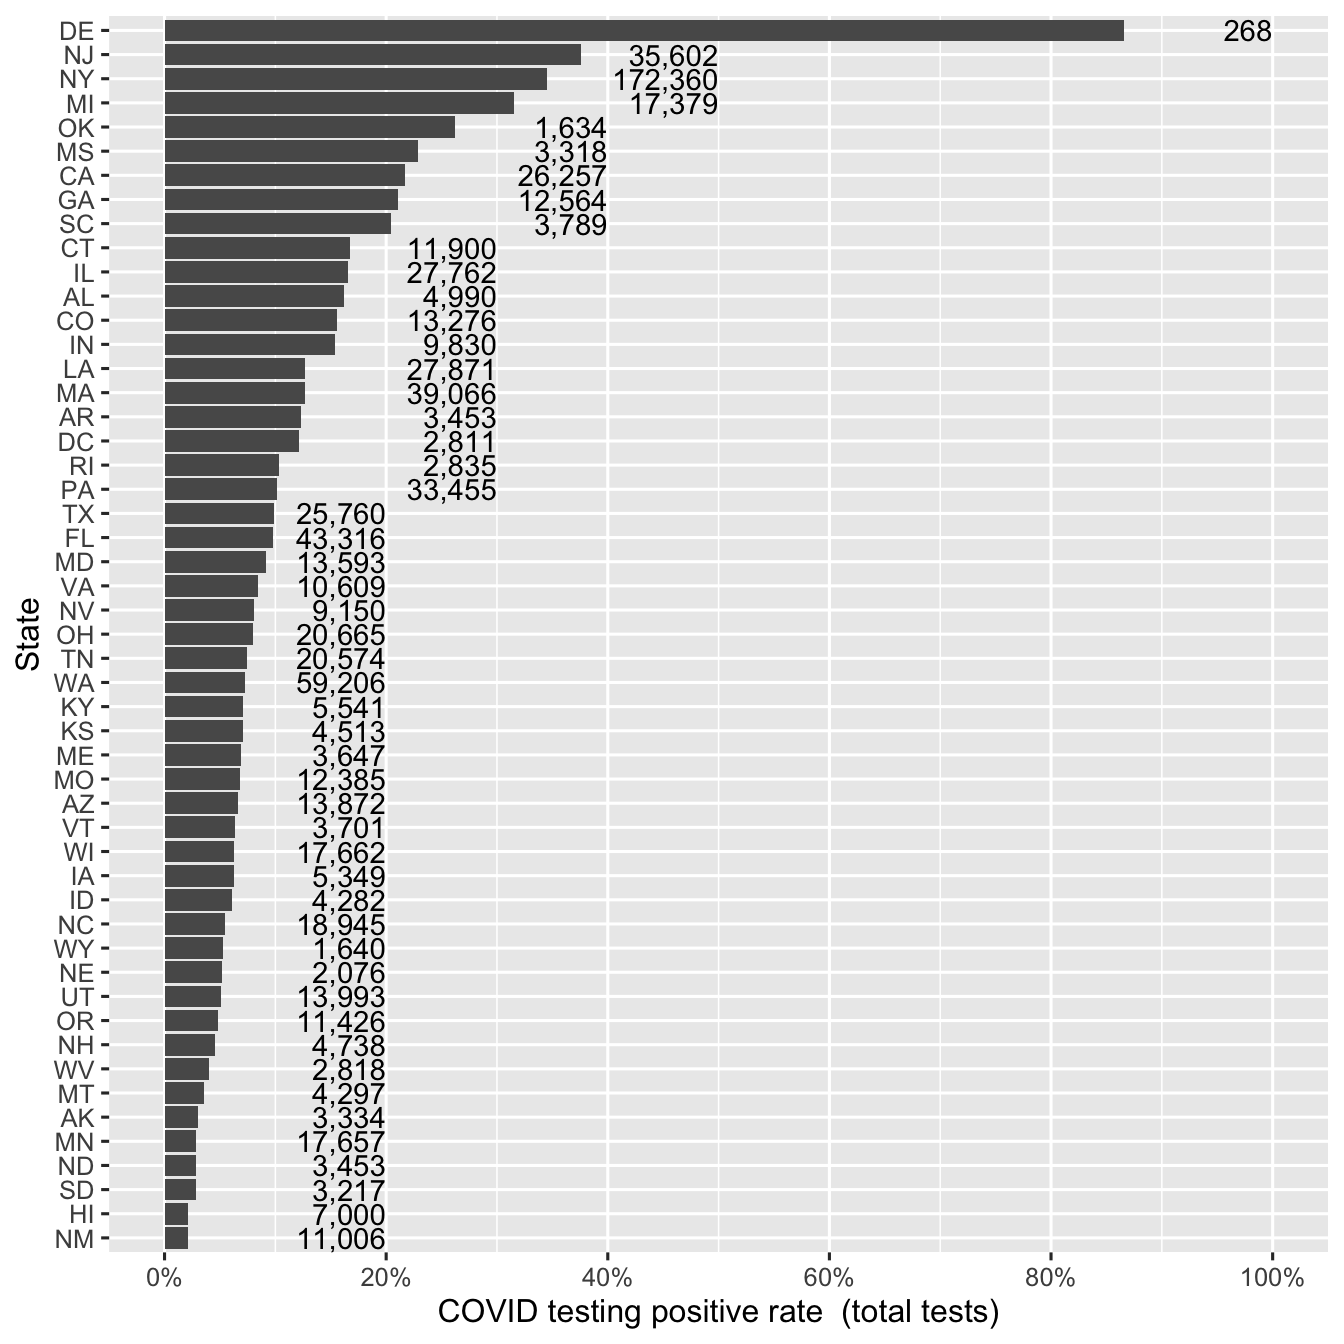 DE 268
NJ 35,602
NY 172,360
MI 17,379
OK 1,634
MS 3,318
CA 26,257
GA 12,564
SC 3,789
CT 11,900
IL 27,762
AL 4,990
CO 13,276
IN 9,830
LA 27,871
MA 39,066
AR 3,453
DC 2,811
RI 2,835
PA 33,455
TX 25,760
FL 43,316
MD 13,593
VA 10,609
NV 9,150
OH 20,665
TN 20,574
WA 59,206
KY 5,541
KS 4,513
ME 3,647
MO 12,385
AZ 13,872
VT 3,701
WI 17,662
IA 5,349
ID 4,282
NC 18,945
WY 1,640
NE 2,076
UT 13,993
OR 11,426
NH 4,738
WV 2,818
MT 4,297
AK 3,334
MN 17,657
ND 3,453
SD 3,217
HI 7,000
NM 11,006
State
0% 20% 40% 60% 80% 100%
COVID testing positive rate  (total tests)